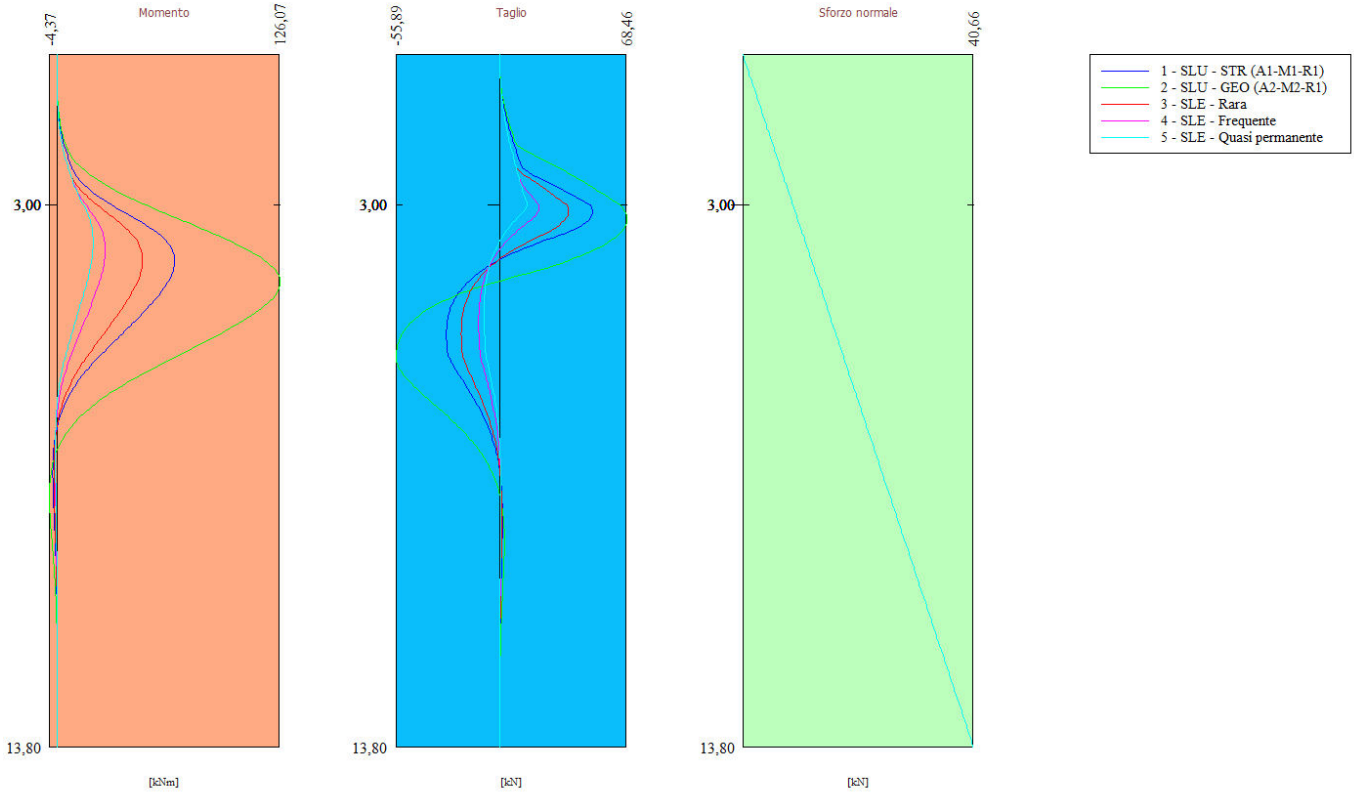 Momento
-4,37
126,07
3,00
13,80
[kNm]
Taglio
-55,89
68,46
3,00
13,80
[kN]
Sforzo normale
40,66
3,00
13,80
[kN]
1 - SLU - STR (A1-M1-R1)
2 - SLU - GEO (A2-M2-R1)
3 - SLE - Rara
4 - SLE - Frequente
5 - SLE - Quasi permanente